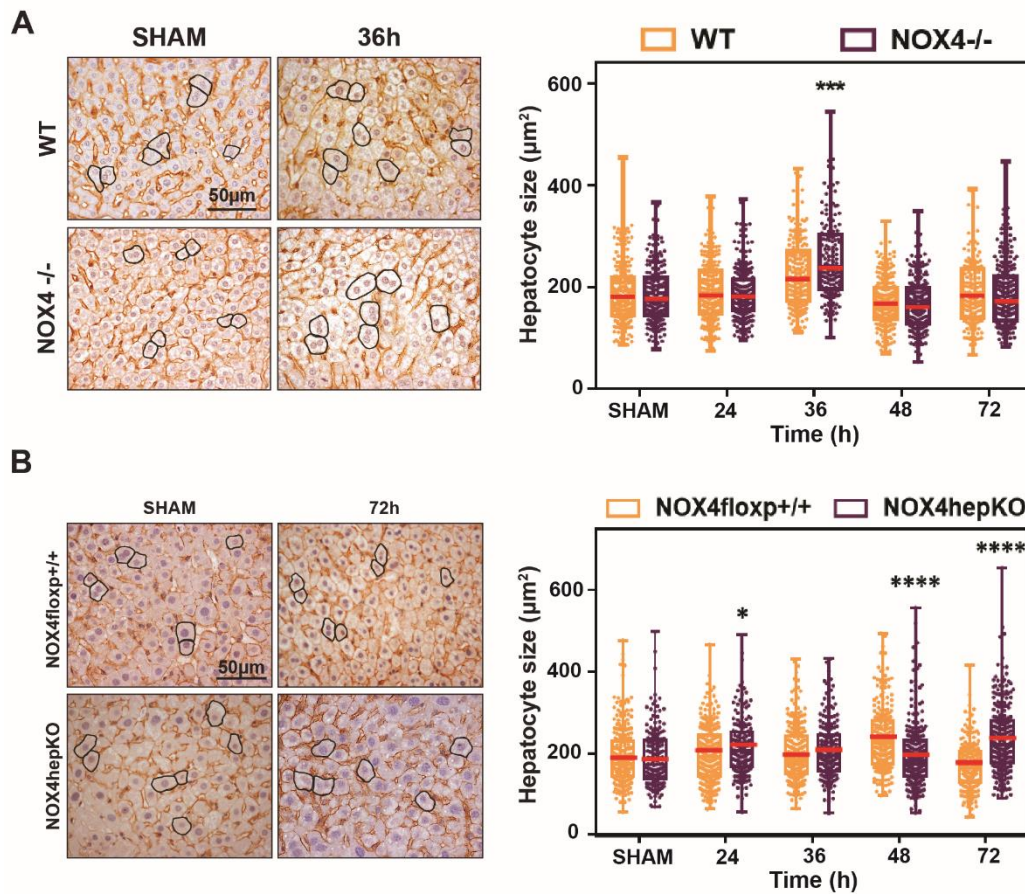 A
SHAM
36h
WT
50µm
NOX4 -/-
WT
NOX4-/-
Hepatocyte size (µm²)
600
400
200
0
***
SHAM
24
36
48
72
Time (h)
B
SHAM
72h
NOX4floxp+/+
50µm
NOX4hepKO
NOX4floxp+/+
NOX4hepKO
Hepatocyte size (µm²)
600
400
200
0
*
****
****
SHAM
24
36
48
72
Time (h)